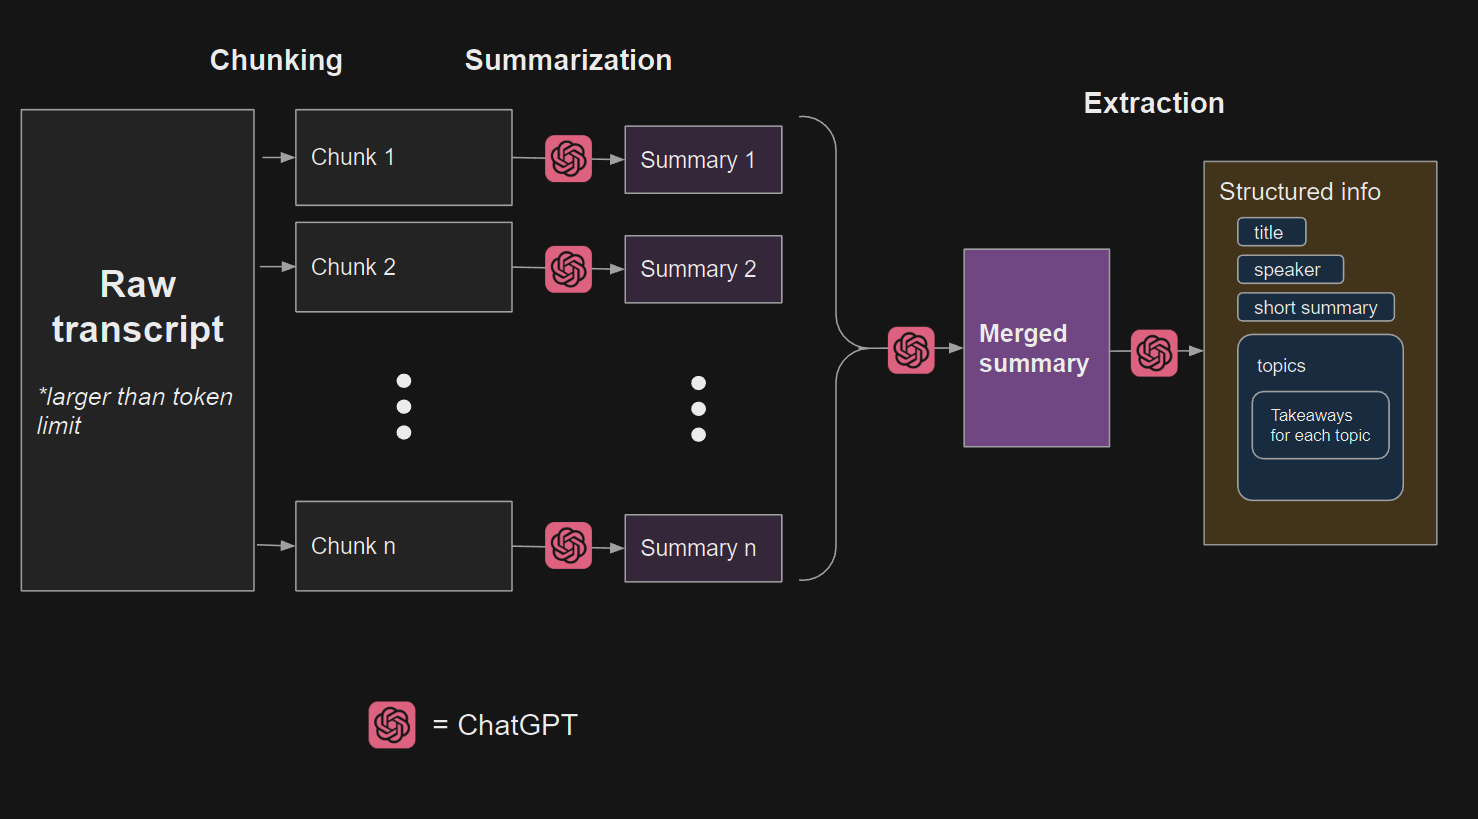 Chunking
Summarization
Extraction
Raw
transcript
*larger than token
limit
Chunk 1
Summary 1
Chunk 2
Summary 2
Chunk n
Summary n
Merged
summary
Structured info
title
speaker
short summary
topics
Takeaways
for each topic
= ChatGPT